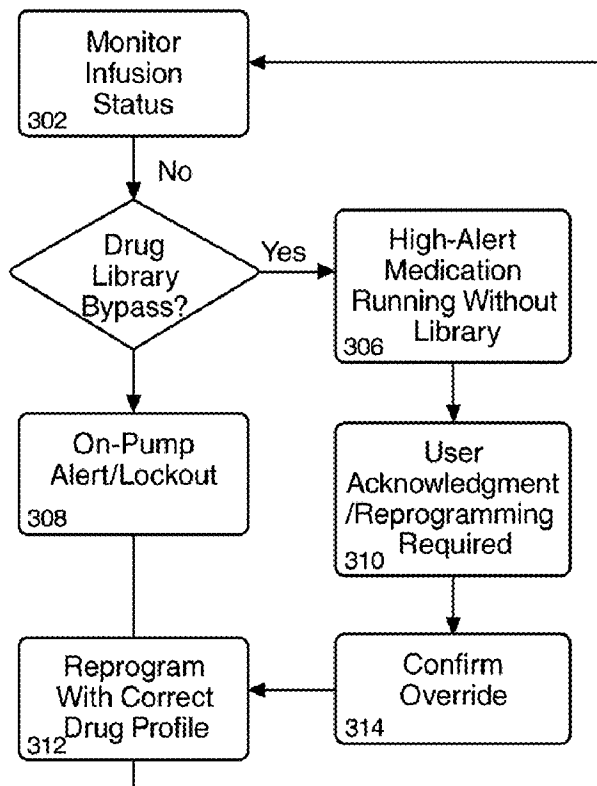 Monitor
Infusion
Status
302
No
Drug
Library
Bypass?
Yes
High-Alert
Medication
Running Without
Library
306
On-Pump
Alert/Lockout
308
User
Acknowledgment
/Reprogramming
Required
310
Reprogram
With Correct
Drug Profile
312
Confirm
Override
314